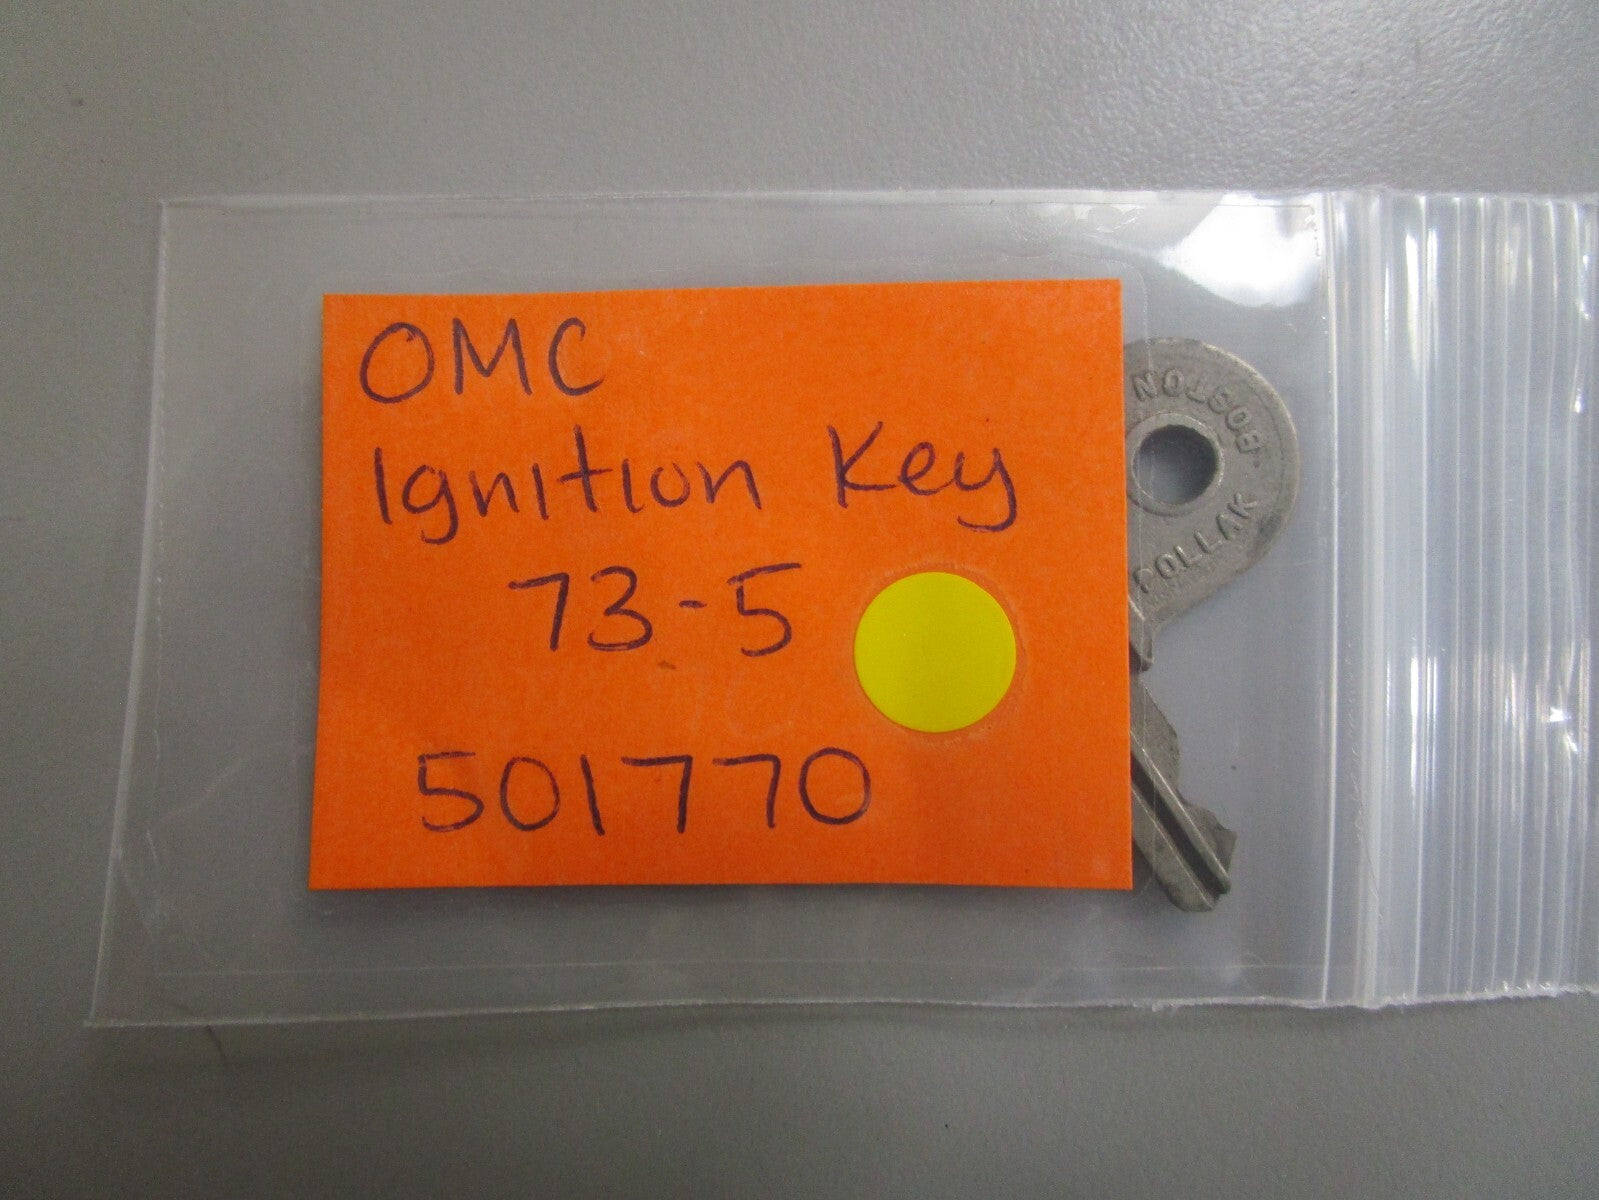 OMC
Ignition Key
73-5
501770
BOSTON
POLLAK